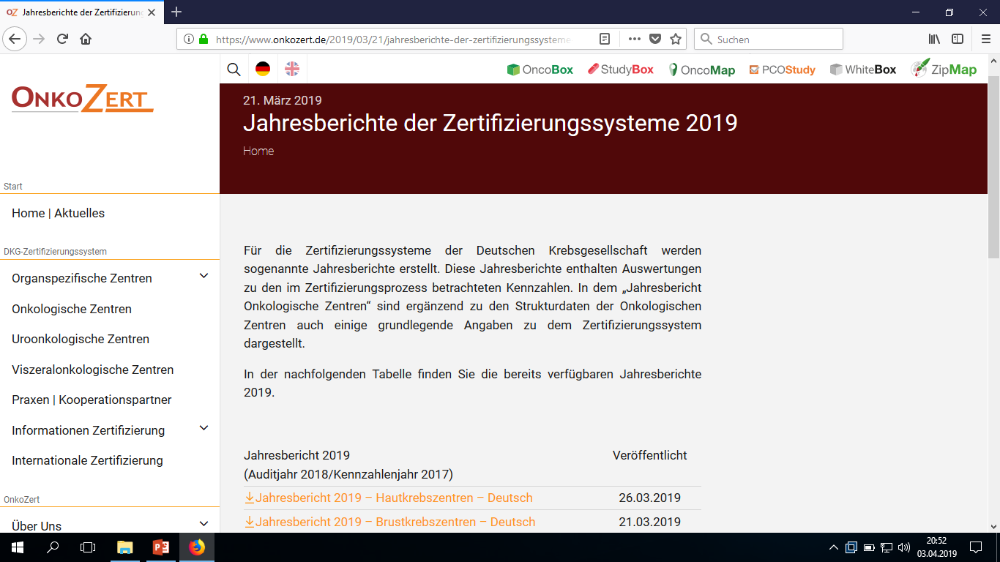 Jahresberichte der Zertifizierung
https://www.onkozert.de/2019/03/21/jahresberichte-der-zertifizierungssysteme
Suchen
OncoBox
StudyBox
OncoMap
PCOStudy
WhiteBox
ZipMap
ONKOZERT
21. März 2019
Jahresberichte der Zertifizierungssysteme 2019
Home
Start
Home | Aktuelles
DKG-Zertifizierungssystem
Organspezifische Zentren
Onkologische Zentren
Uroonkologische Zentren
Viszeralonkologische Zentren
Praxen | Kooperationspartner
Informationen Zertifizierung
Internationale Zertifizierung
OnkoZert
Über Uns
Für die Zertifizierungssysteme der Deutschen Krebsgesellschaft werden
sogenannte Jahresberichte erstellt. Diese Jahresberichte enthalten Auswertungen
zu den im Zertifizierungsprozess betrachteten Kennzahlen. In dem „Jahresbericht
Onkologische Zentren“ sind ergänzend zu den Strukturdaten der Onkologischen
Zentren auch einige grundlegende Angaben zu dem Zertifizierungssystem
dargestellt.
In der nachfolgenden Tabelle finden Sie die bereits verfügbaren Jahresberichte
2019.
Jahresbericht 2019 Veröffentlicht
(Auditjahr 2018/Kennzahlenjahr 2017)
Jahresbericht 2019 – Hautkrebszentren – Deutsch 26.03.2019
Jahresbericht 2019 – Brustkrebszentren – Deutsch 21.03.2019
20:52
03.04.2019